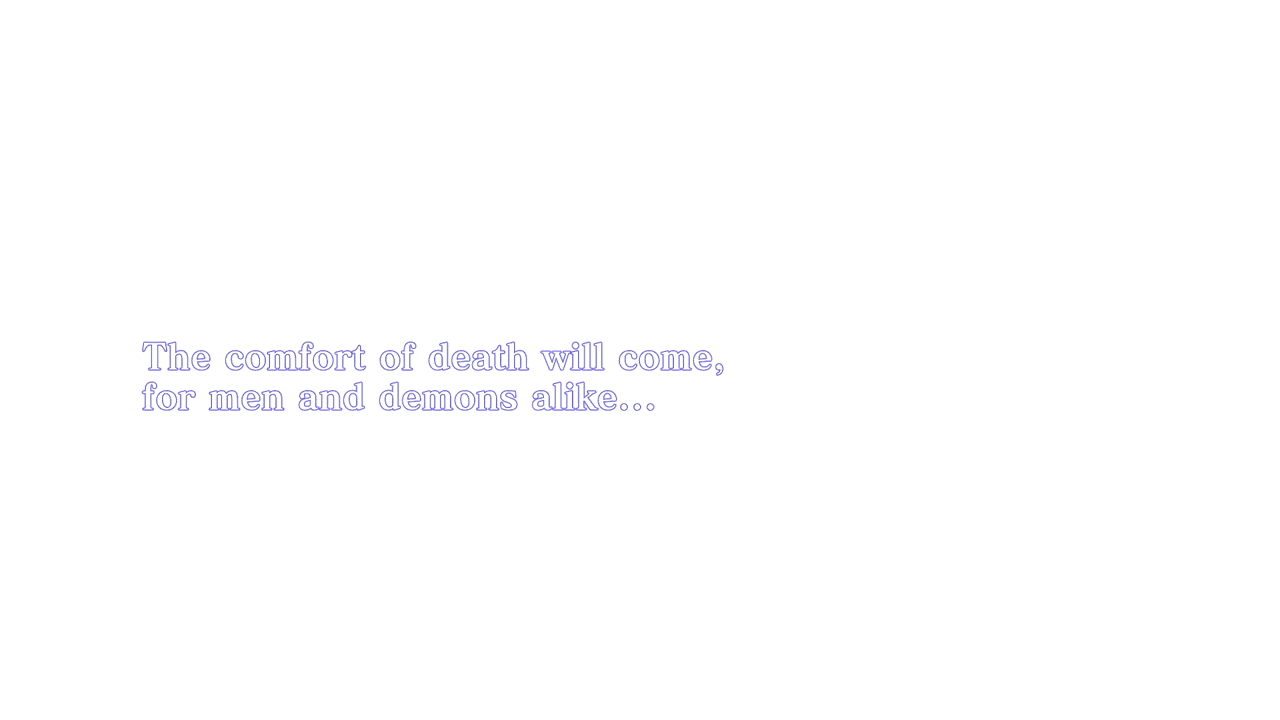 The comfort of death will come,
for men and demons alike...